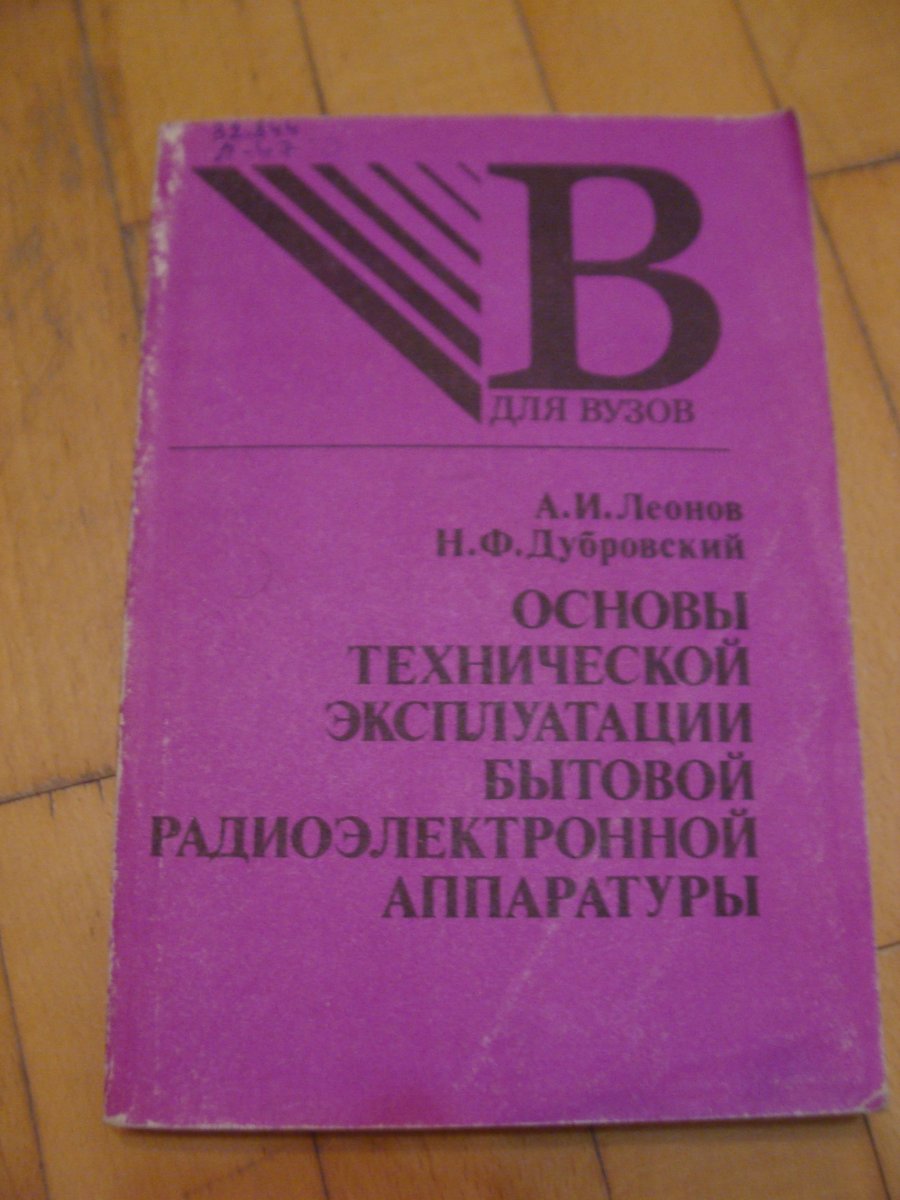 В
ДЛЯ ВУЗОВ
А.И.Леонов
Н.Ф.Дубровский
ОСНОВЫ
ТЕХНИЧЕСКОЙ
ЭКСПЛУАТАЦИИ
БЫТОВОЙ
РАДИОЭЛЕКТРОННОЙ
АППАРАТУРЫ